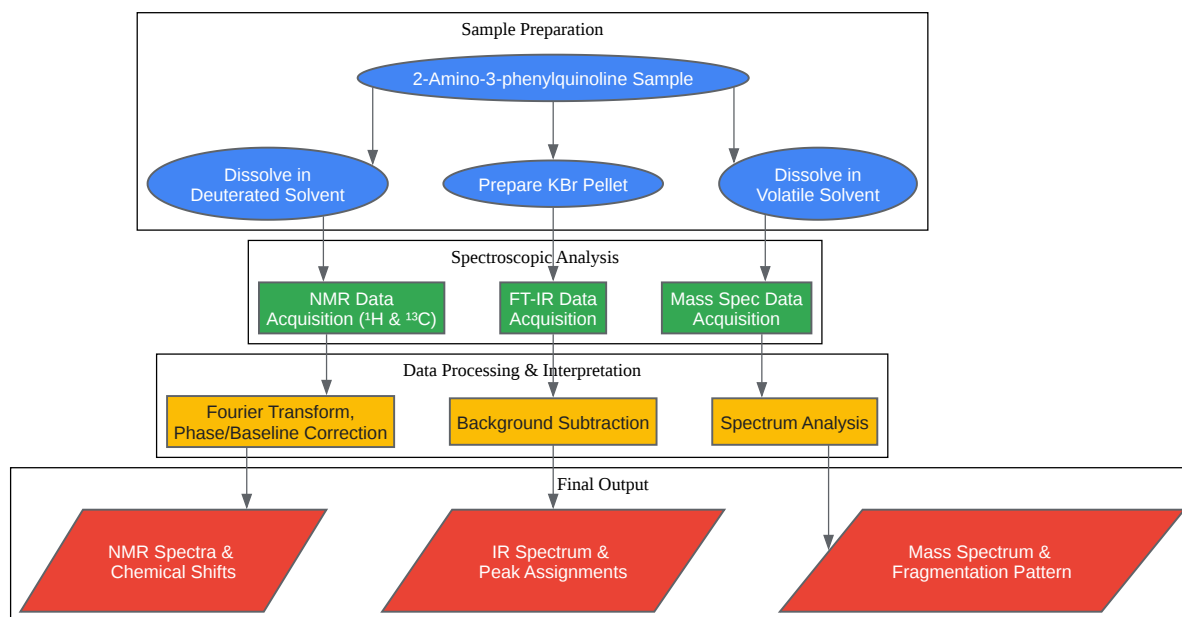 Sample Preparation
2-Amino-3-phenylquinoline Sample
Dissolve in
Deuterated Solvent
Prepare KBr Pellet
Dissolve in
Volatile Solvent
Spectroscopic Analysis
NMR Data
Acquisition (¹H & ¹³C)
FT-IR Data
Acquisition
Mass Spec Data
Acquisition
Data Processing & Interpretation
Fourier Transform,
Phase/Baseline Correction
Background Subtraction
Spectrum Analysis
Final Output
NMR Spectra &
Chemical Shifts
IR Spectrum &
Peak Assignments
Mass Spectrum &
Fragmentation Pattern